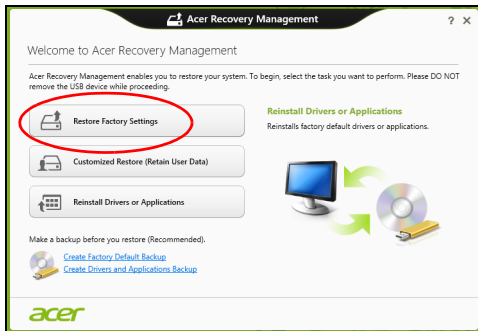 Acer Recovery Management
? ×
Welcome to Acer Recovery Management
Acer Recovery Management enables you to restore your system. To begin, select the task you want to perform. Please DO NOT
remove the USB device while proceeding.
Restore Factory Settings
Customized Restore (Retain User Data)
Reinstall Drivers or Applications
Reinstall Drivers or Applications
Reinstalls factory default drivers or applications.
Make a backup before you restore (Recommended).
Create Factory Default Backup
Create Drivers and Applications Backup
acer